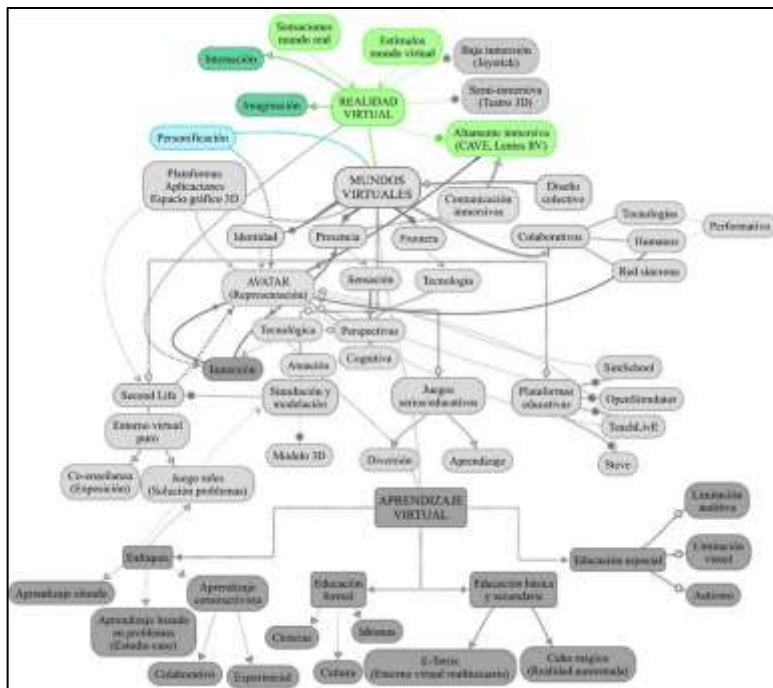 Sensaciones
mundo real
Estímulos
mundo virtual
Baja inmersión
(Joystick)
Interacción
Semi-inmersiva
(Teatro 3D)
Imaginación
REALIDAD
VIRTUAL
Altamente inmersiva
(CAVE, Lentes RV)
Personificación
Plataformas
Aplicaciones
Espacio gráfico 3D
MUNDOS
VIRTUALES
Diseño
colectivo
Comunicación
inmersivas
Tecnologías
Performativo
Identidad
Presencia
Frontera
Colaborativos
Humanos
Red síncrona
AVATAR
(Representación)
Sensación
Tecnología
Tecnológica
Perspectivas
Cognitiva
Inmersión
Atención
SimSchool
Second Life
Simulación y
modelación
Juegos
serios/educativos
Plataformas
educativas
OpenSimulator
TeachLivE
Steve
Entorno virtual
puro
Modelo 3D
Diversión
Aprendizaje
Co-enseñanza
(Exposición)
Juego roles
(Solución problemas)
APRENDIZAJE
VIRTUAL
Limitación
auditiva
Enfoques
Educación especial
Limitación
visual
Aprendizaje situado
Aprendizaje
constructivista
Educación
formal
Educación básica
y secundaria
Autismo
Aprendizaje basado
en problemas
(Estudio caso)
Ciencias
Idiomas
Colaborativo
Experiencial
Cultura
(Entorno virtual multiusuario)
Cubo mágico
(Realidad aumentada)